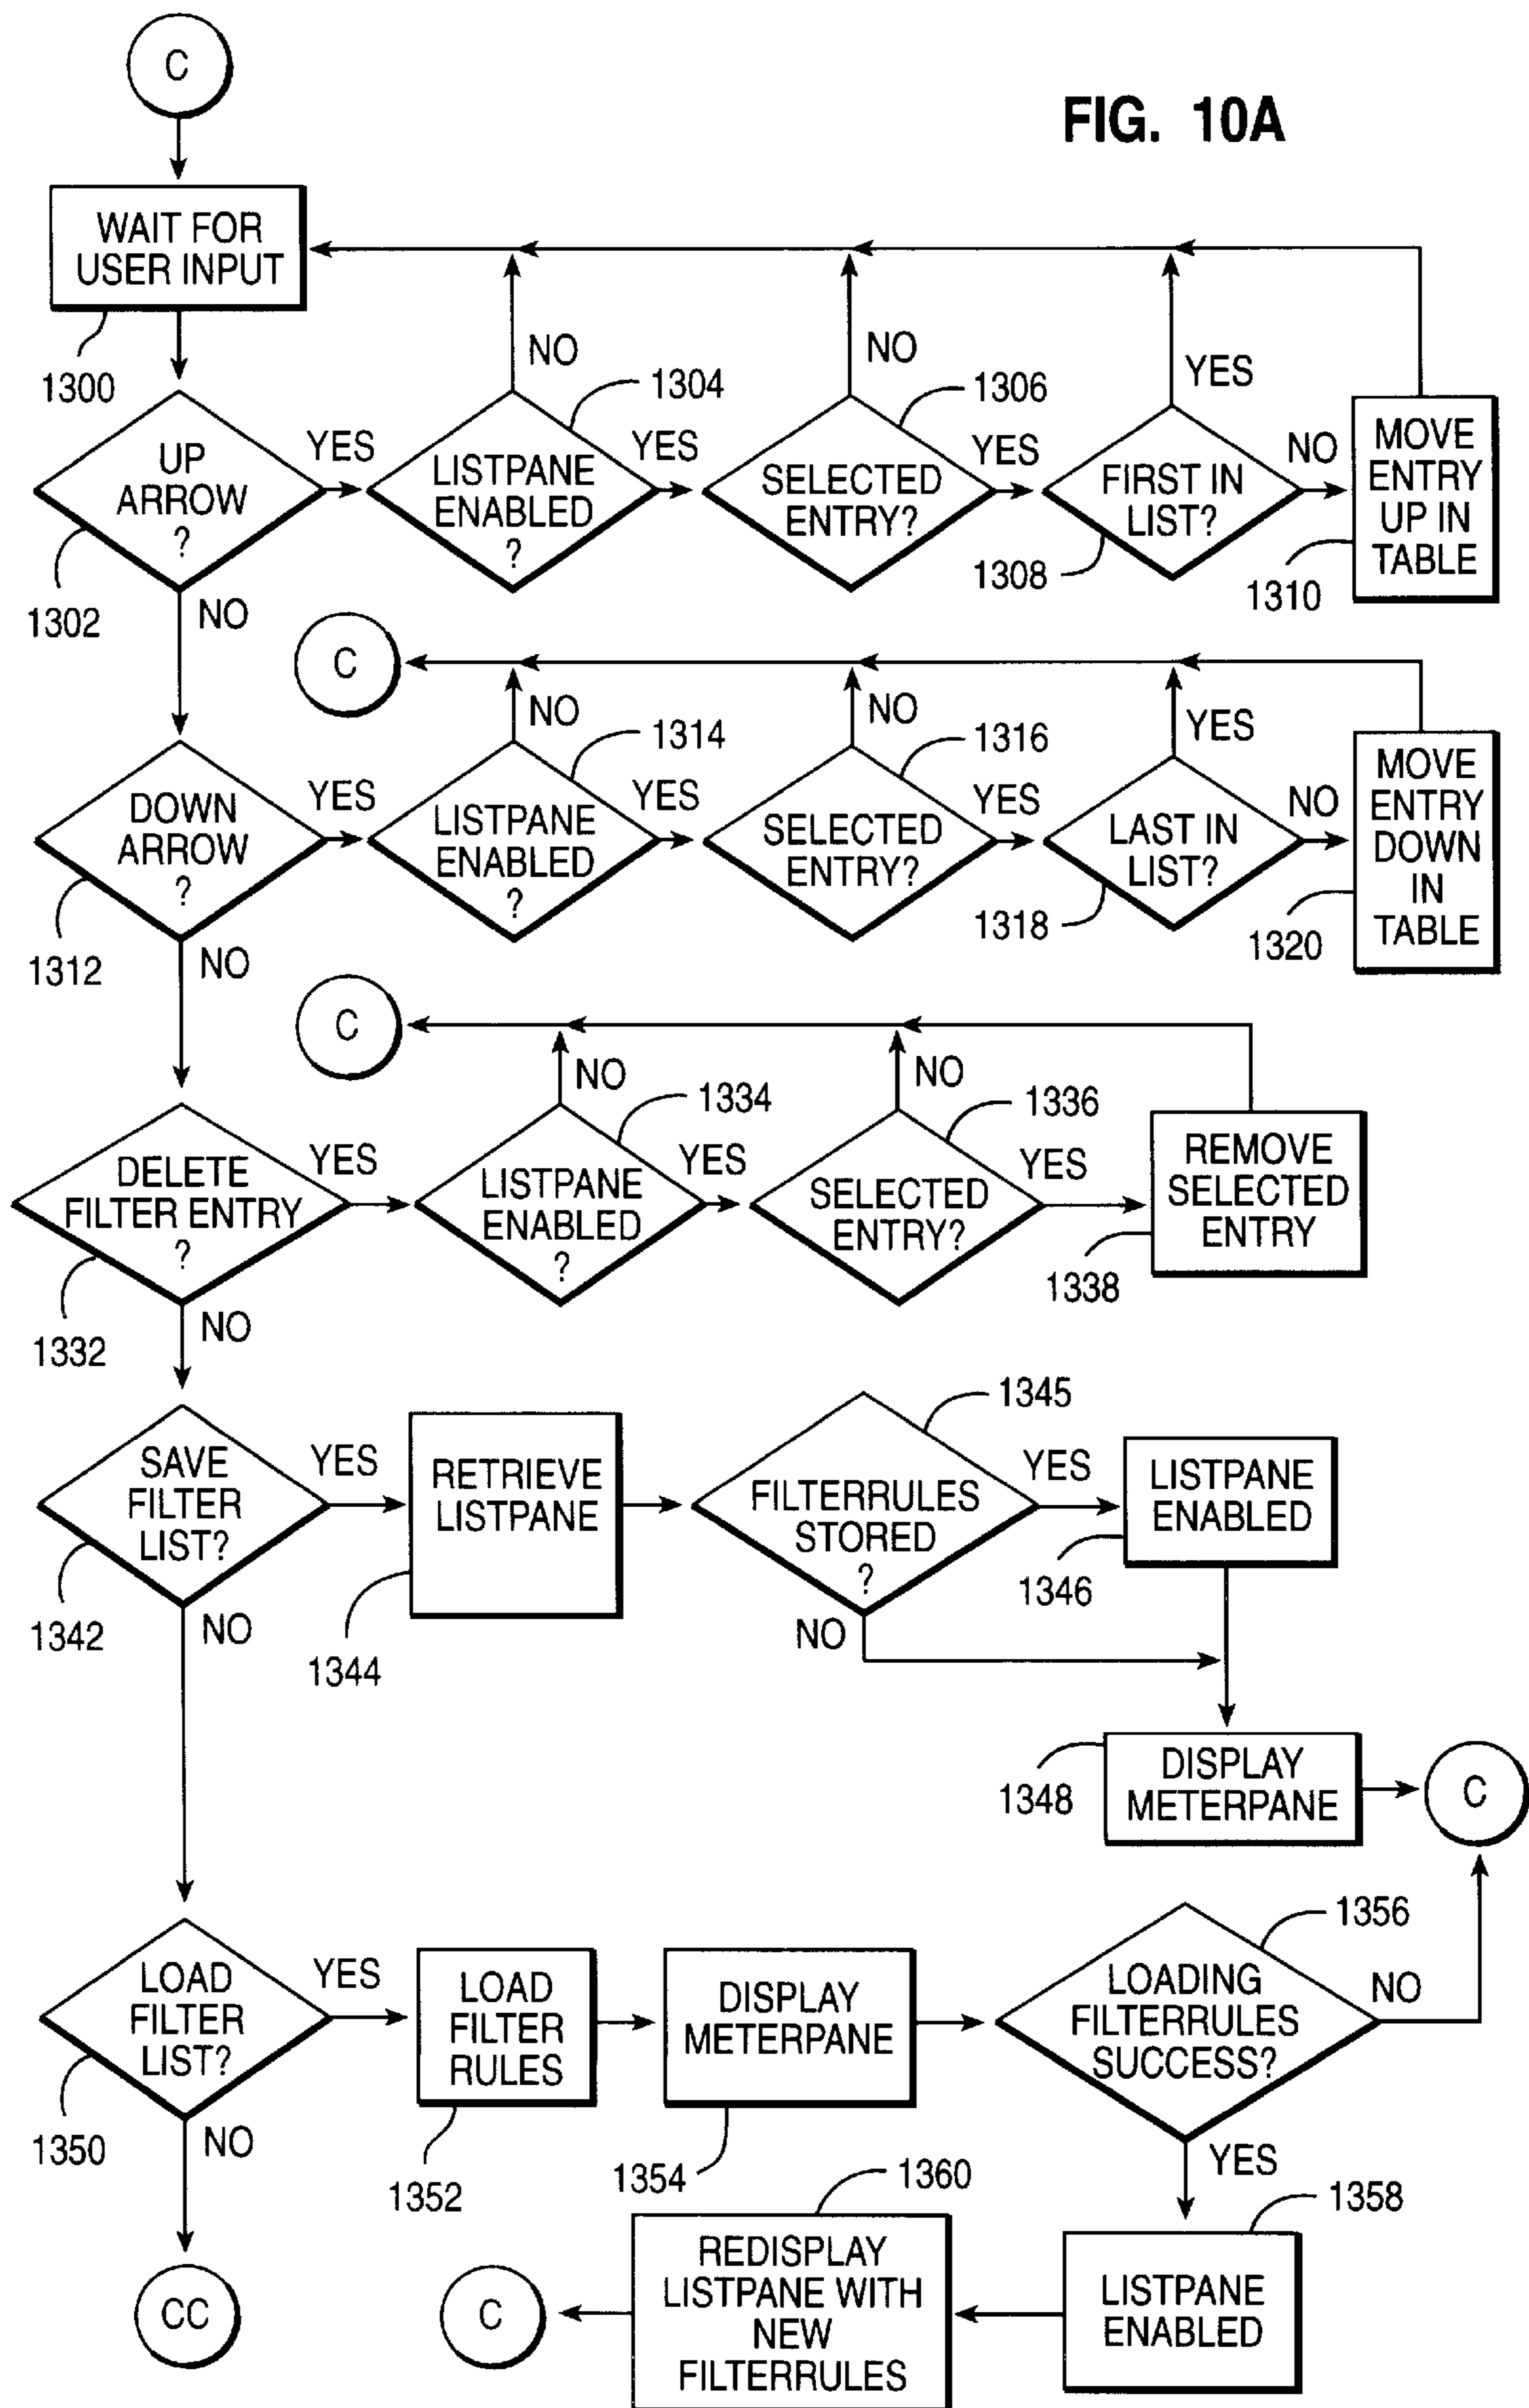 C
FIG. 10A
WAIT FOR
USER INPUT
1300
UP
ARROW
?
1302
YES
NO
LISTPANE
ENABLED
?
1304
NO
YES
SELECTED
ENTRY?
1306
NO
YES
FIRST IN
LIST?
1308
YES
NO
MOVE
ENTRY
UP IN
TABLE
1310
C
DOWN
ARROW
?
1312
YES
NO
LISTPANE
ENABLED
?
1314
NO
YES
SELECTED
ENTRY?
1316
NO
YES
LAST IN
LIST?
1318
YES
NO
MOVE
ENTRY
DOWN
IN
TABLE
1320
C
DELETE
FILTER ENTRY
?
1332
YES
NO
LISTPANE
ENABLED
?
1334
NO
YES
SELECTED
ENTRY?
1336
NO
YES
REMOVE
SELECTED
ENTRY
1338
SAVE
FILTER
LIST?
1342
YES
NO
RETRIEVE
LISTPANE
1344
FILTERRULES
STORED
?
1345
YES
NO
LISTPANE
ENABLED
1346
DISPLAY
METERPANE
1348
C
LOAD
FILTER
LIST?
1350
YES
NO
LOAD
FILTER
RULES
1352
DISPLAY
METERPANE
1354
LOADING
FILTERRULES
SUCCESS?
1356
NO
YES
LISTPANE
ENABLED
1358
REDISPLAY
LISTPANE WITH
NEW
FILTERRULES
1360
C
CC